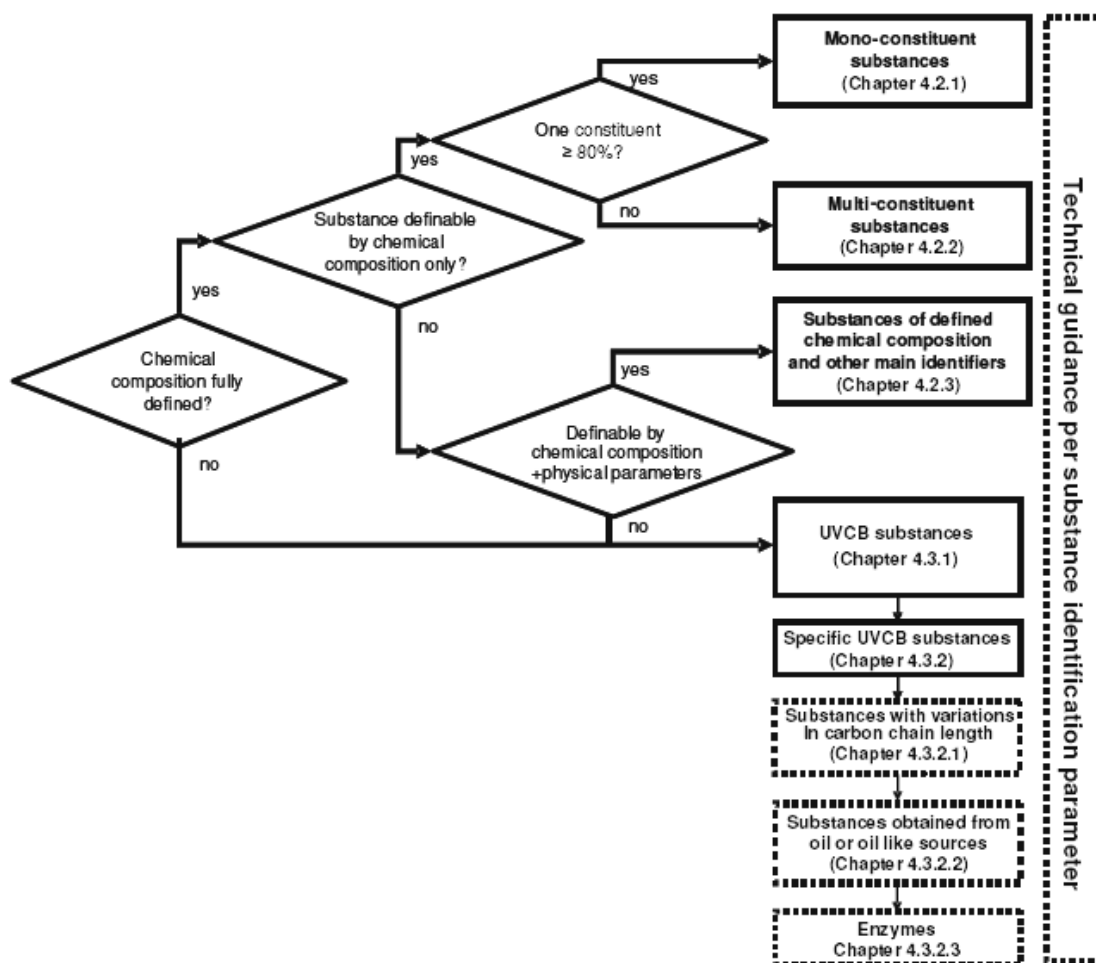 Mono-constituent
substances
(Chapter 4.2.1)
yes
One constituent
≥ 80%?
yes
no
Multi-constituent
substances
(Chapter 4.2.2)
Substance definable
by chemical
composition only?
yes
no
Substances of defined
chemical composition
and other main identifiers
(Chapter 4.2.3)
Chemical
composition fully
defined?
yes
no
Definable by
chemical composition
+physical parameters
no
UVCB substances
(Chapter 4.3.1)
Specific UVCB substances
(Chapter 4.3.2)
Substances with variations
In carbon chain length
(Chapter 4.3.2.1)
Substances obtained from
oil or oil like sources
(Chapter 4.3.2.2)
Enzymes
Chapter 4.3.2.3
Technical guidance per substance identification parameter